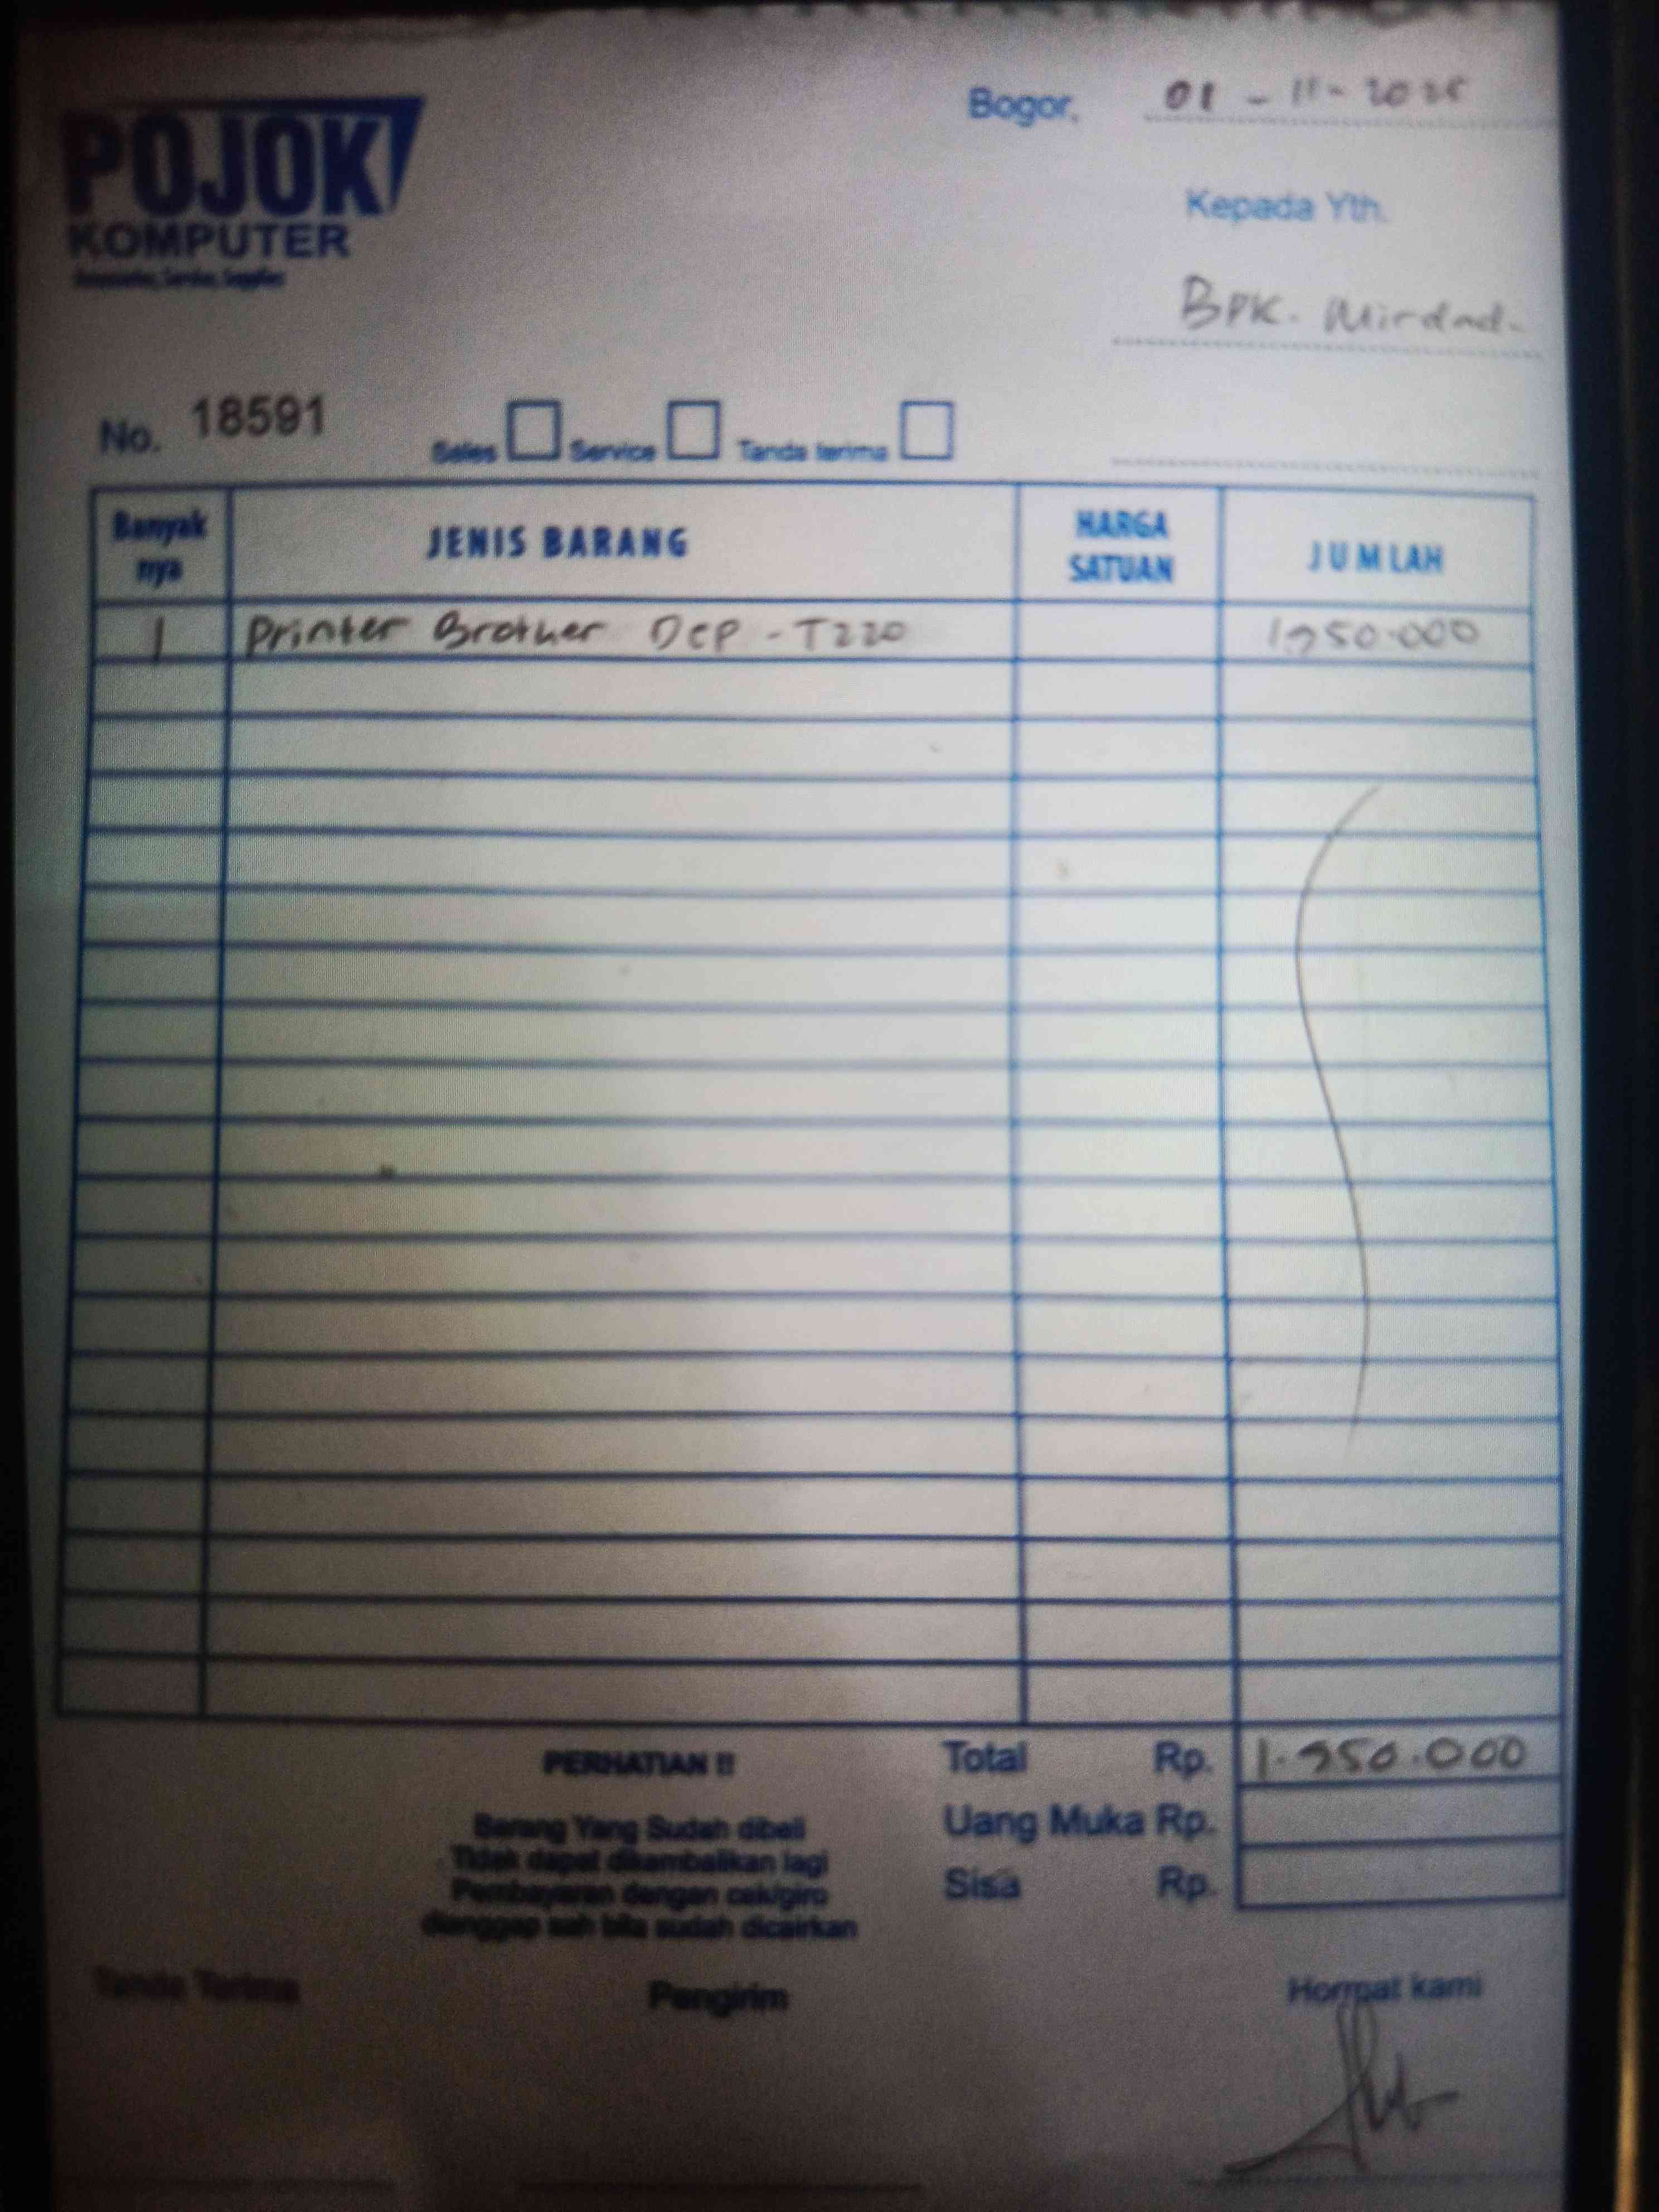 POJOK
KOMPUTER
Bogor, 01 - 11 - 2025
Kepada Yth.
BPK. Mirdad.
No. 18591
Sales Service Tanda terima
Banyak nya JENIS BARANG HARGA SATUAN JUMLAH
1 Printer Brother DCP - T220 1.950.000
PERHATIAN !!
Barang Yang Sudah dibeli
Tidak dapat dikembalikan lagi
Pembayaran dengan cek/giro
dianggap sah bila sudah dicairkan
Total Rp. 1.950.000
Uang Muka Rp.
Sisa Rp.
Tanda Terima Pengirim Hormat kami